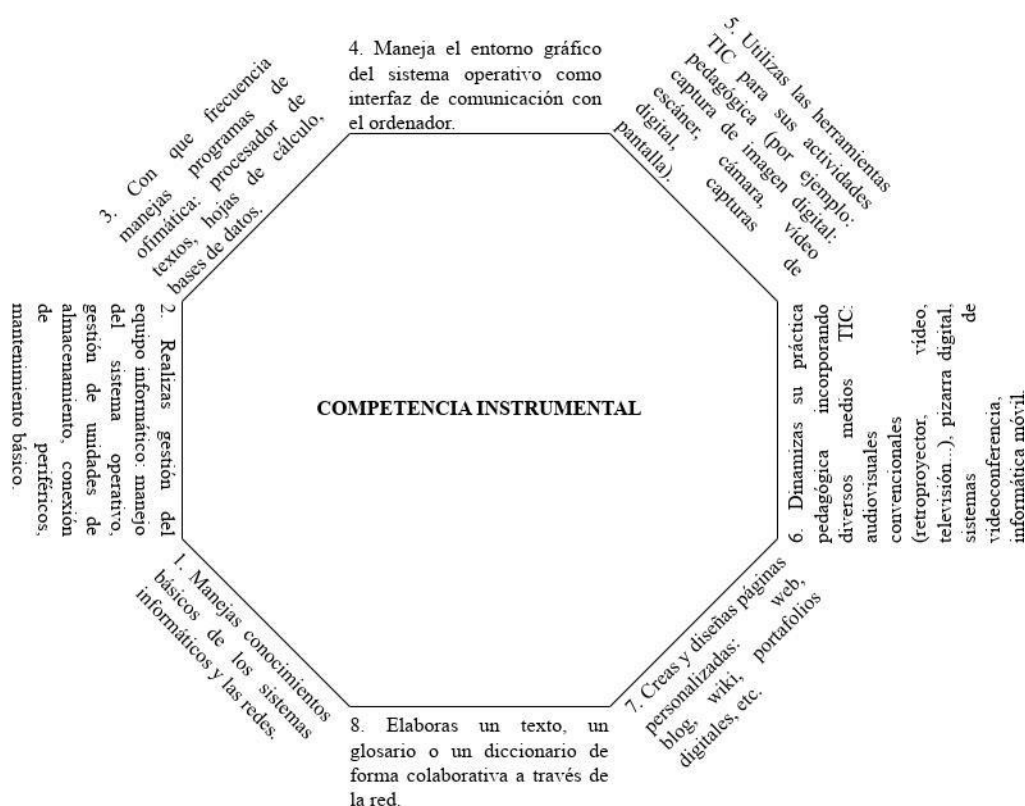 COMPETENCIA INSTRUMENTAL
1. Manejas conocimientos
básicos de los sistemas
informáticos y las redes.
2. Realizas gestión del
equipo informático: manejo
del sistema operativo,
gestión de unidades de
almacenamiento, conexión
de periféricos,
mantenimiento básico.
3. Con que frecuencia
manejas programas de
ofimática: procesador de
textos, hojas de cálculo,
bases de datos.
4. Maneja el entorno gráfico
del sistema operativo como
interfaz de comunicación con
el ordenador.
5. Utilizas las herramientas
TIC para sus actividades
pedagógica (por ejemplo:
captura de imagen digital:
escáner, cámara, vídeo
digital, capturas de
pantalla).
6. Dinamizas su práctica
pedagógica incorporando
diversos medios TIC:
audiovisuales
convencionales
(retroproyector, vídeo,
televisión...), pizarra digital,
sistemas de
videoconferencia,
informática móvil.
7. Creas y diseñas páginas
personalizadas: web,
blog, wiki, portafolios
digitales, etc.
8. Elaboras un texto, un
glosario o un diccionario de
forma colaborativa a través de
la red.